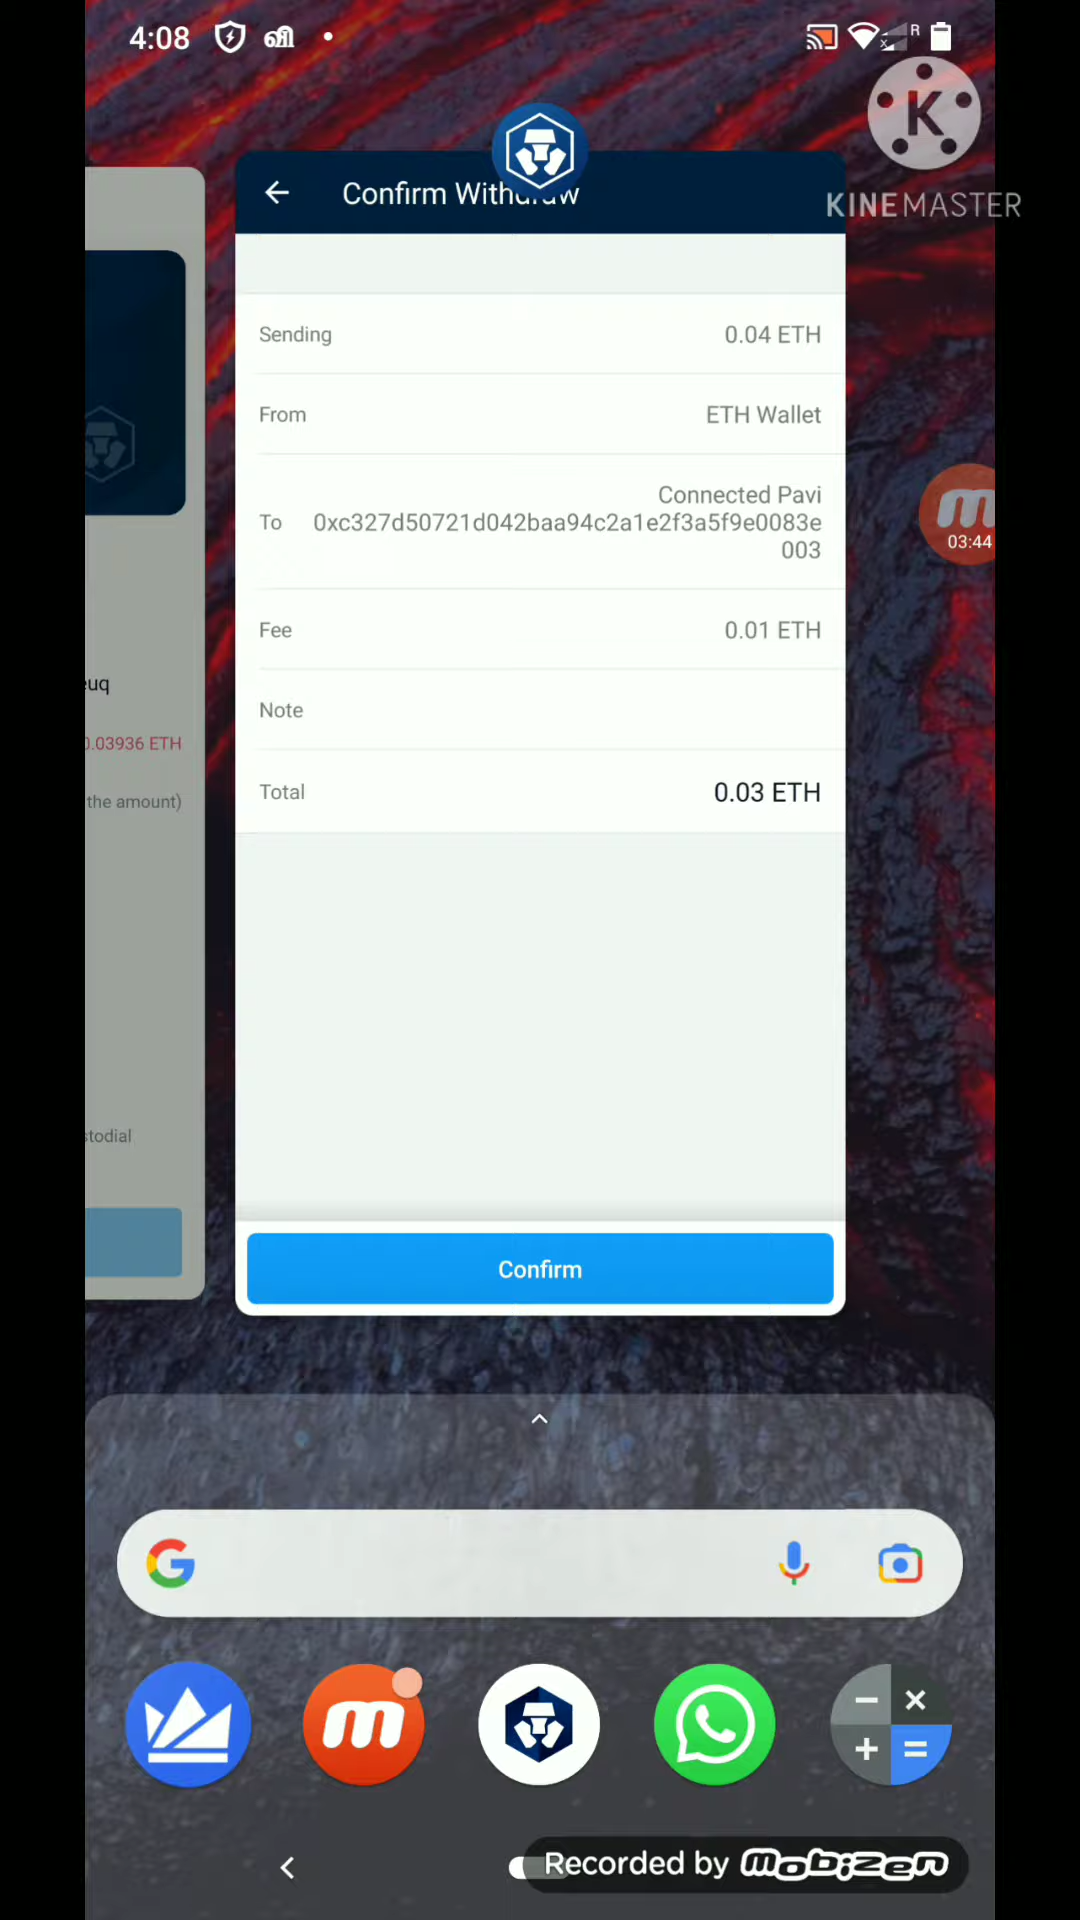 4:08 வி
R
K
KINEMASTER
Confirm Withdraw
Sending 0.04 ETH
From ETH Wallet
Connected Pavi
To 0xc327d50721d042baa94c2a1e2f3a5f9e0083e
003
Fee 0.01 ETH
Note
Total 0.03 ETH
Confirm
03:44
euq
0.03936 ETH
the amount)
stodial
Recorded by Mobizen